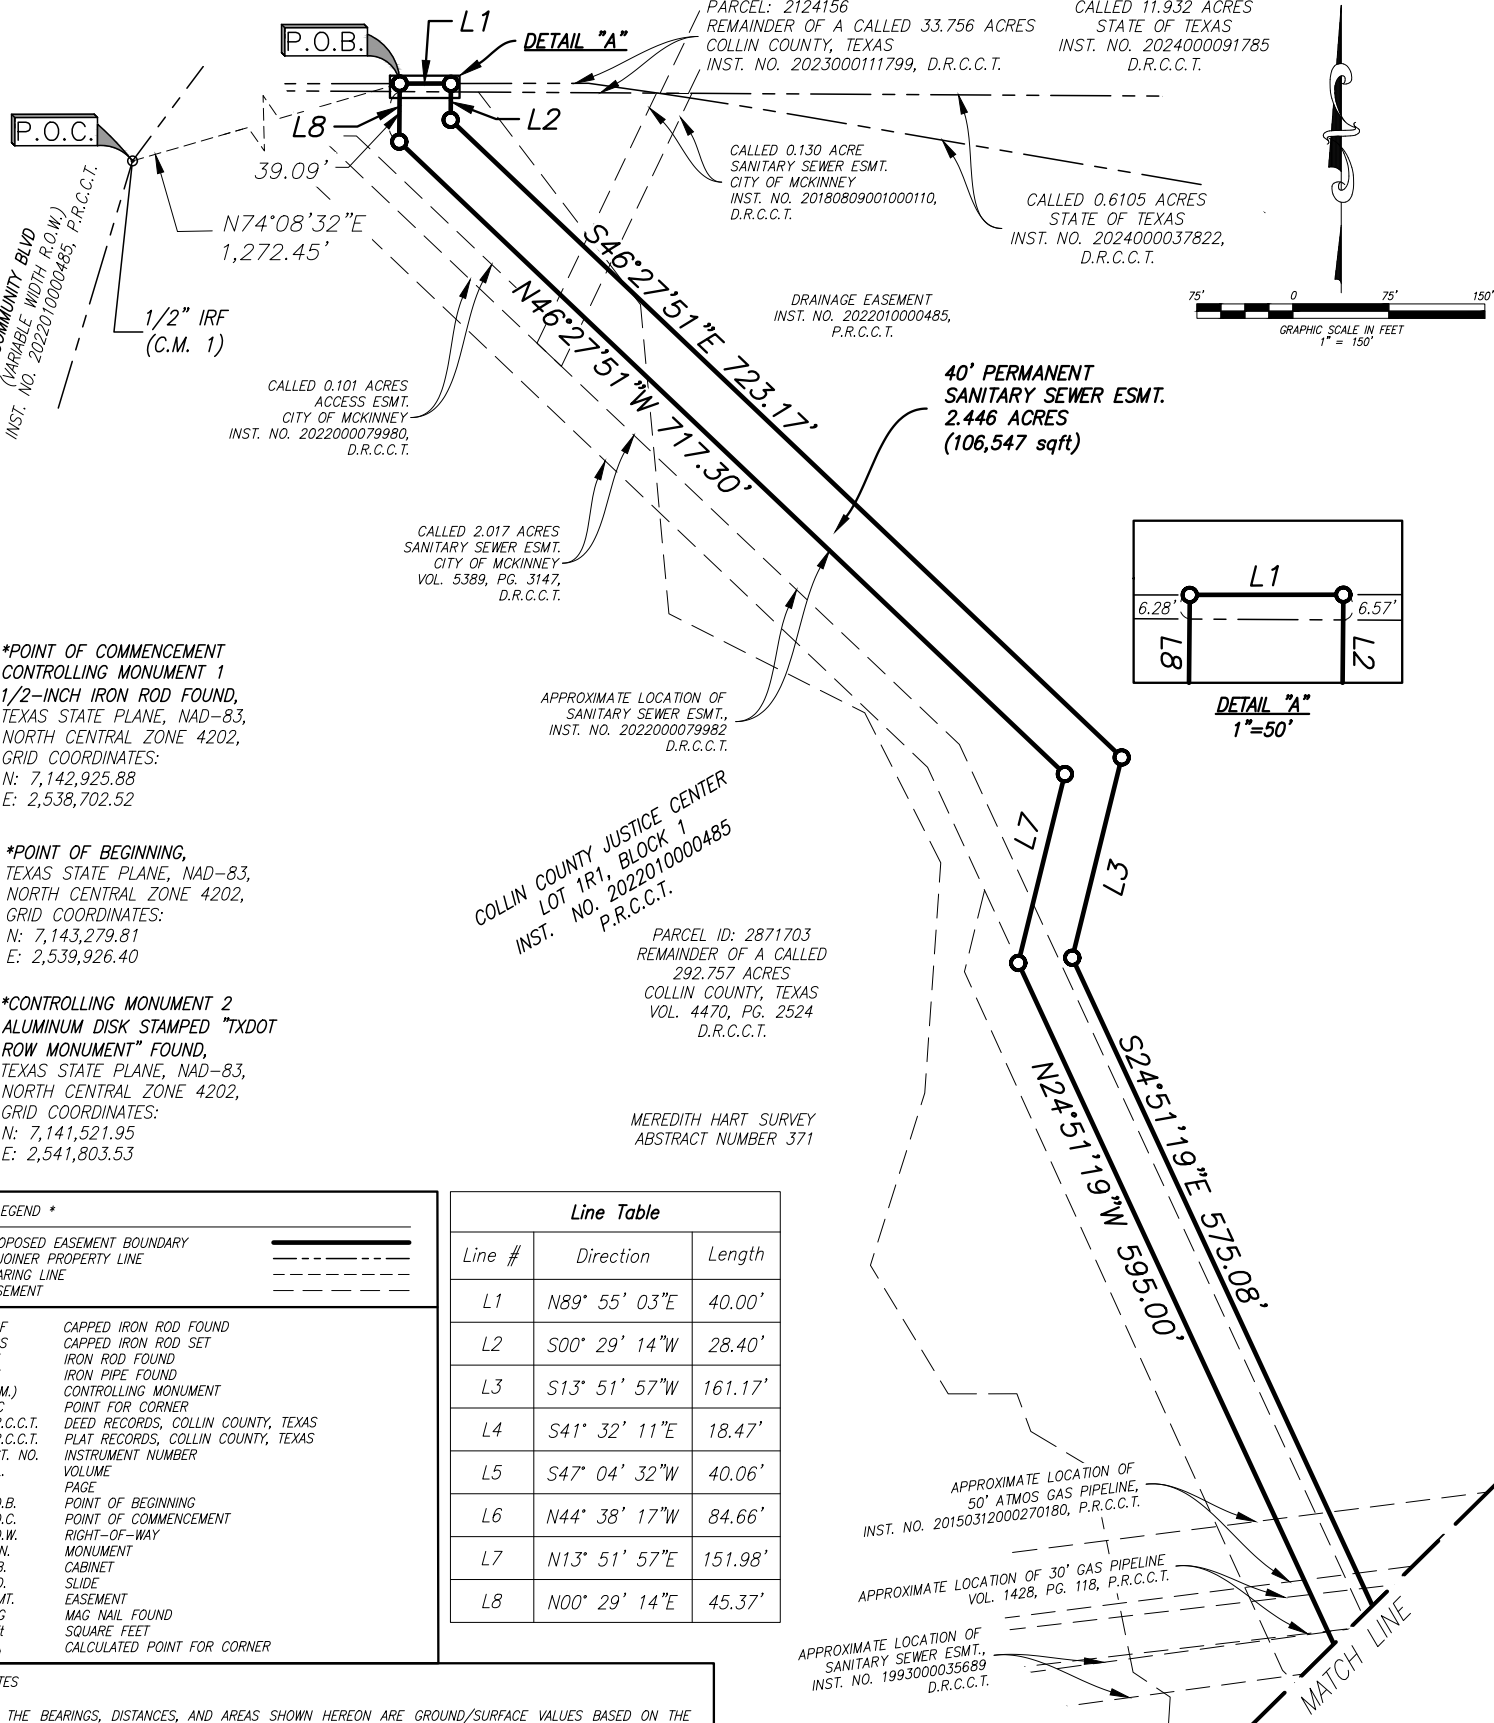 L1
P.O.B.
DETAIL "A"
PARCEL: 2124156
REMAINDER OF A CALLED 33.756 ACRES
COLLIN COUNTY, TEXAS
INST. NO. 2023000111799, D.R.C.C.T.
CALLED 11.932 ACRES
STATE OF TEXAS
INST. NO. 2024000091785
D.R.C.C.T.
P.O.C.
L8
L2
39.09'
N74°08'32"E
1,272.45'
(VARIABLE WIDTH R.O.W.)
INST. NO. 2022010000485, P.R.C.C.T.
1/2" IRF
(C.M. 1)
CALLED 0.130 ACRE
SANITARY SEWER ESMT.
CITY OF MCKINNEY
INST. NO. 20180809001000110,
D.R.C.C.T.
CALLED 0.6105 ACRES
STATE OF TEXAS
INST. NO. 2024000037822,
D.R.C.C.T.
75' 0 75' 150'
GRAPHIC SCALE IN FEET
1" = 150'
DRAINAGE EASEMENT
INST. NO. 2022010000485,
P.R.C.C.T.
S46°27'51"E 723.17'
N46°27'51"W 717.30'
40' PERMANENT
SANITARY SEWER ESMT.
2.446 ACRES
(106,547 sqft)
CALLED 0.101 ACRES
ACCESS ESMT.
CITY OF MCKINNEY
INST. NO. 2022000079980,
D.R.C.C.T.
CALLED 2.017 ACRES
SANITARY SEWER ESMT.
CITY OF MCKINNEY
VOL. 5389, PG. 3147,
D.R.C.C.T.
L1
6.28'
6.57'
L8
L2
DETAIL "A"
1"=50'
APPROXIMATE LOCATION OF
SANITARY SEWER ESMT.,
INST. NO. 2022000079982
D.R.C.C.T.
*POINT OF COMMENCEMENT
CONTROLLING MONUMENT 1
1/2-INCH IRON ROD FOUND,
TEXAS STATE PLANE, NAD-83,
NORTH CENTRAL ZONE 4202,
GRID COORDINATES:
N: 7,142,925.88
E: 2,538,702.52
*POINT OF BEGINNING,
TEXAS STATE PLANE, NAD-83,
NORTH CENTRAL ZONE 4202,
GRID COORDINATES:
N: 7,143,279.81
E: 2,539,926.40
*CONTROLLING MONUMENT 2
ALUMINUM DISK STAMPED "TXDOT
ROW MONUMENT" FOUND,
TEXAS STATE PLANE, NAD-83,
NORTH CENTRAL ZONE 4202,
GRID COORDINATES:
N: 7,141,521.95
E: 2,541,803.53
COLLIN COUNTY JUSTICE CENTER
LOT 1R1, BLOCK 1
INST. NO. 2022010000485
P.R.C.C.T.
L7
L3
PARCEL ID: 2871703
REMAINDER OF A CALLED
292.757 ACRES
COLLIN COUNTY, TEXAS
VOL. 4470, PG. 2524
D.R.C.C.T.
MEREDITH HART SURVEY
ABSTRACT NUMBER 371
S24°51'19"E 575.08'
N24°51'19"W 595.00'
EGEND *
OPOSED EASEMENT BOUNDARY
JOINER PROPERTY LINE
ARING LINE
SEMENT
F CAPPED IRON ROD FOUND
S CAPPED IRON ROD SET
IRON ROD FOUND
IRON PIPE FOUND
M.) CONTROLLING MONUMENT
C POINT FOR CORNER
.C.C.T. DEED RECORDS, COLLIN COUNTY, TEXAS
.C.C.T. PLAT RECORDS, COLLIN COUNTY, TEXAS
T. NO. INSTRUMENT NUMBER
VOLUME
PAGE
.B. POINT OF BEGINNING
.C. POINT OF COMMENCEMENT
.W. RIGHT-OF-WAY
N. MONUMENT
B. CABINET
D. SLIDE
MT. EASEMENT
G MAG NAIL FOUND
ft SQUARE FEET
CALCULATED POINT FOR CORNER
Line Table
Line # Direction Length
L1 N89° 55' 03"E 40.00'
L2 S00° 29' 14"W 28.40'
L3 S13° 51' 57"W 161.17'
L4 S41° 32' 11"E 18.47'
L5 S47° 04' 32"W 40.06'
L6 N44° 38' 17"W 84.66'
L7 N13° 51' 57"E 151.98'
L8 N00° 29' 14"E 45.37'
APPROXIMATE LOCATION OF
50' ATMOS GAS PIPELINE,
INST. NO. 20150312000270180, P.R.C.C.T.
APPROXIMATE LOCATION OF 30' GAS PIPELINE
VOL. 1428, PG. 118, P.R.C.C.T.
APPROXIMATE LOCATION OF
SANITARY SEWER ESMT.,
INST. NO. 1993000035689
D.R.C.C.T.
MATCH LINE
TES
THE BEARINGS, DISTANCES, AND AREAS SHOWN HEREON ARE GROUND/SURFACE VALUES BASED ON THE